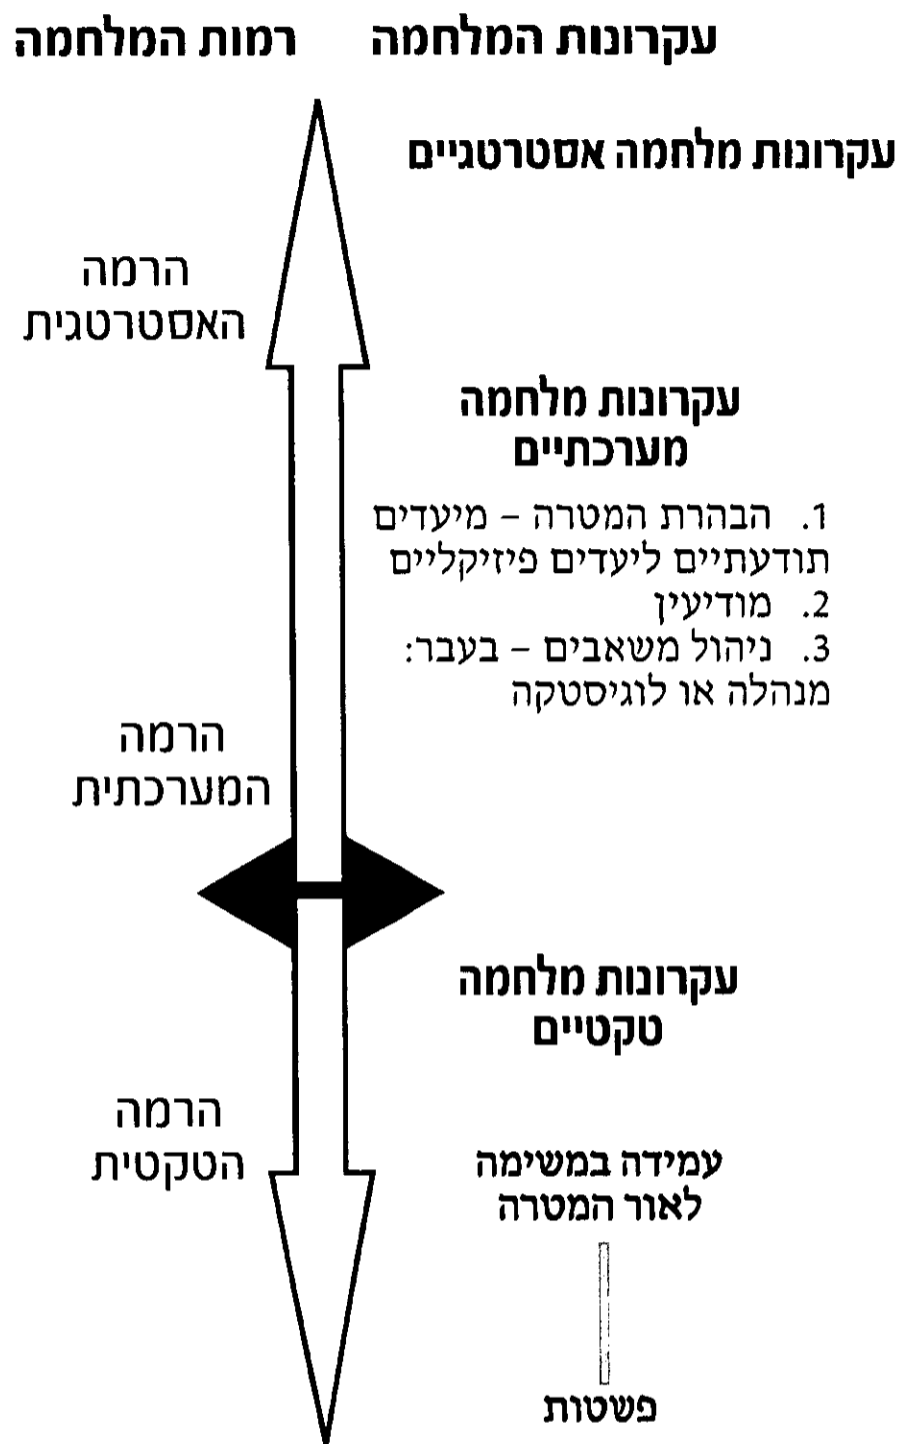 עקרונות המלחמה
רמות המלחמה
עקרונות מלחמה אסטרטגיים
הרמה
האסטרטגית
עקרונות מלחמה
מערכתיים
1. הבהרת המטרה – מיעדים
תודעתיים ליעדים פיזיקליים
2. מודיעין
3. ניהול משאבים – בעבר:
מנהלה או לוגיסטקה
הרמה
המערכתית
עקרונות מלחמה
טקטיים
הרמה
הטקטית
עמידה במשימה
לאור המטרה
פשטות